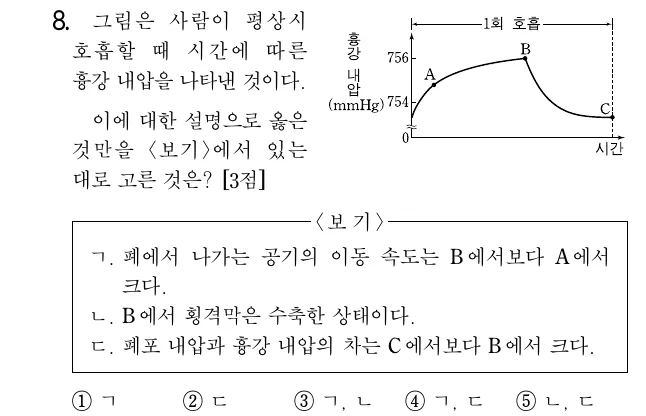 8. 그림은 사람이 평상시
호흡할 때 시간에 따른
흉강 내압을 나타낸 것이다.
이에 대한 설명으로 옳은
것만을 <보기>에서 있는
대로 고른 것은? [3점]
흉강 내압
(mmHg)
1회 호흡
756
754
0
A
B
C
시간
<보 기>
ㄱ. 폐에서 나가는 공기의 이동 속도는 B에서보다 A에서
크다.
ㄴ. B에서 횡격막은 수축한 상태이다.
ㄷ. 폐포 내압과 흉강 내압의 차는 C에서보다 B에서 크다.
① ㄱ ② ㄷ ③ ㄱ, ㄴ ④ ㄱ, ㄷ ⑤ ㄴ, ㄷ